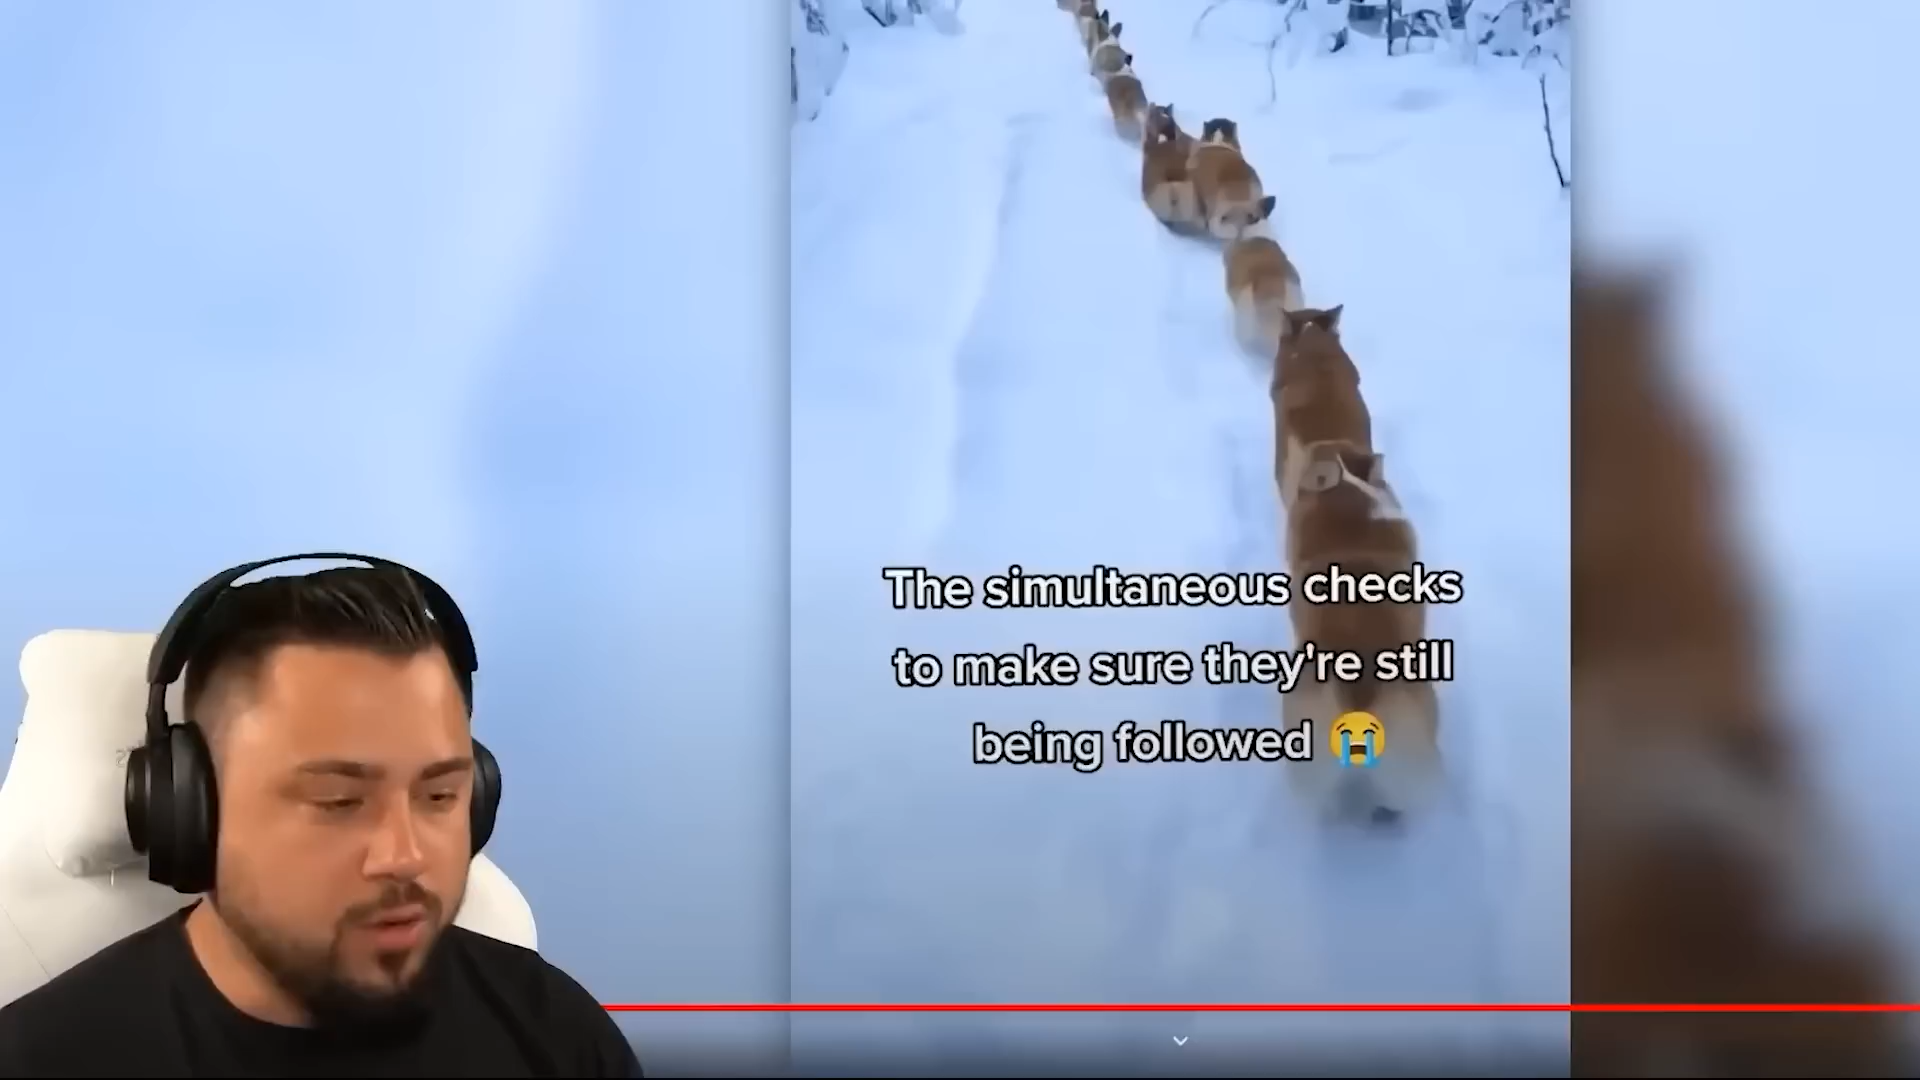 The simultaneous checks
to make sure they're still
being followed 😭